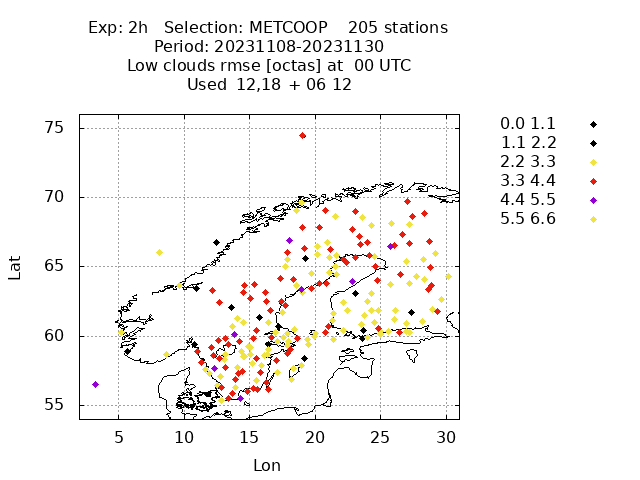 Exp: 2h Selection: METCOOP 205 stations
Period: 20231108-20231130
Low clouds rmse [octas] at 00 UTC
Used 12,18 + 06 12
0.0 1.1
1.1 2.2
2.2 3.3
3.3 4.4
4.4 5.5
5.5 6.6
75
70
65
60
55
Lat
5 10 15 20 25 30
Lon